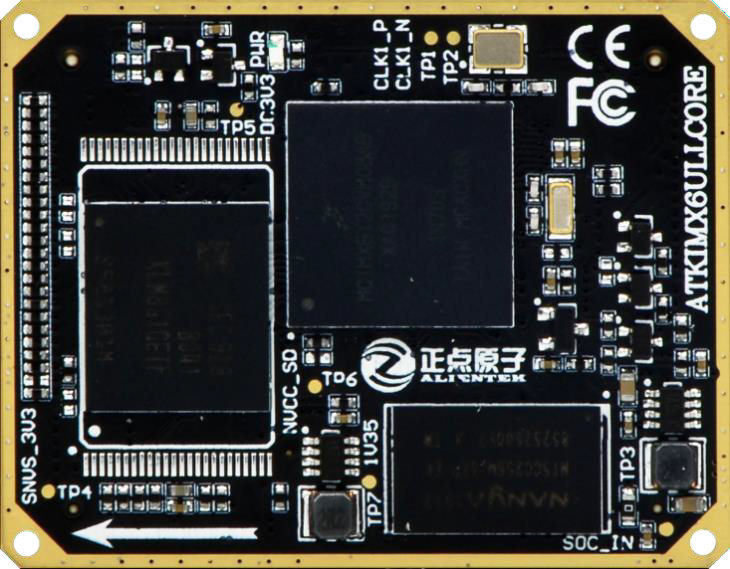 PWR
DC3V3
TP5
CLK1_P
CLK1_N
TP1
TP2
CE
FC
ATKIMX6ULLCORE
正点原子
ALIENTEK
NVCC_SD
TP6
1V35
TP7
TP3
SNVS_3V3
TP4
SOC_IN
NANYA